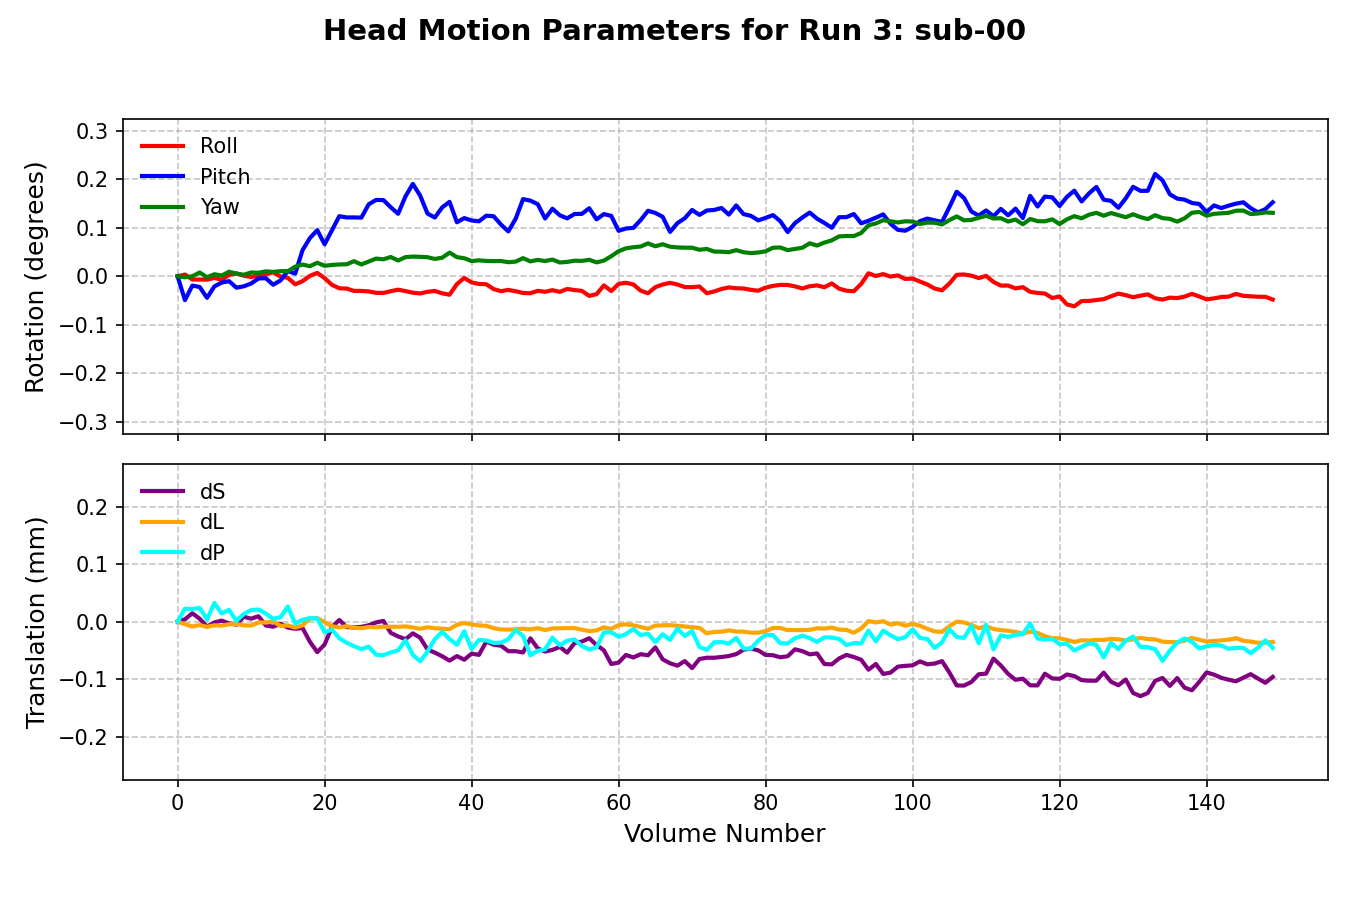 Head Motion Parameters for Run 3: sub-00
Rotation (degrees)
0.3
0.2
0.1
0.0
−0.1
−0.2
−0.3
Roll
Pitch
Yaw
Translation (mm)
0.2
0.1
0.0
−0.1
−0.2
dS
dL
dP
0 20 40 60 80 100 120 140
Volume Number